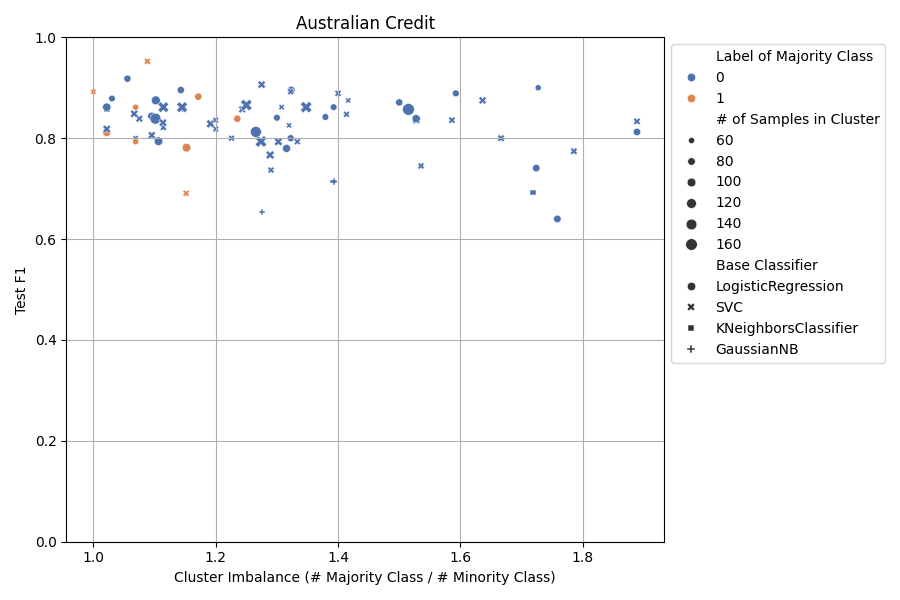 Australian Credit
1.0
0.8
0.6
0.4
0.2
0.0
Test F1
1.0
1.2
1.4
1.6
1.8
Cluster Imbalance (# Majority Class / # Minority Class)
Label of Majority Class
0
1
# of Samples in Cluster
60
80
100
120
140
160
Base Classifier
LogisticRegression
SVC
KNeighborsClassifier
GaussianNB